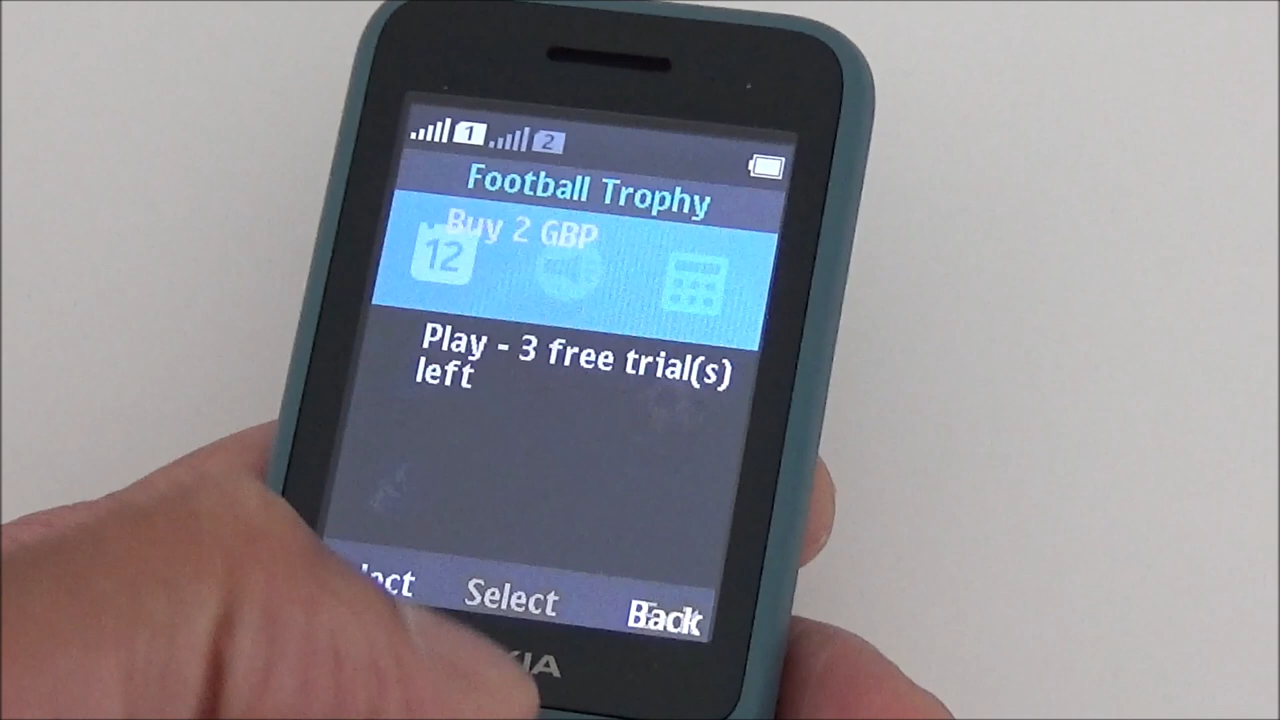 1 2
Football Trophy
Buy 2 GBP
12
Play - 3 free trial(s)
left
Select Back